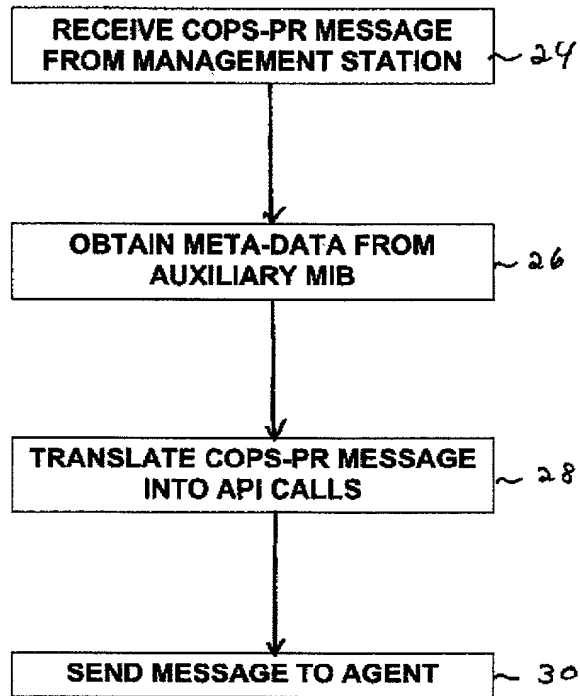 RECEIVE COPS-PR MESSAGE
FROM MANAGEMENT STATION
24
OBTAIN META-DATA FROM
AUXILIARY MIB
26
TRANSLATE COPS-PR MESSAGE
INTO API CALLS
28
SEND MESSAGE TO AGENT
30